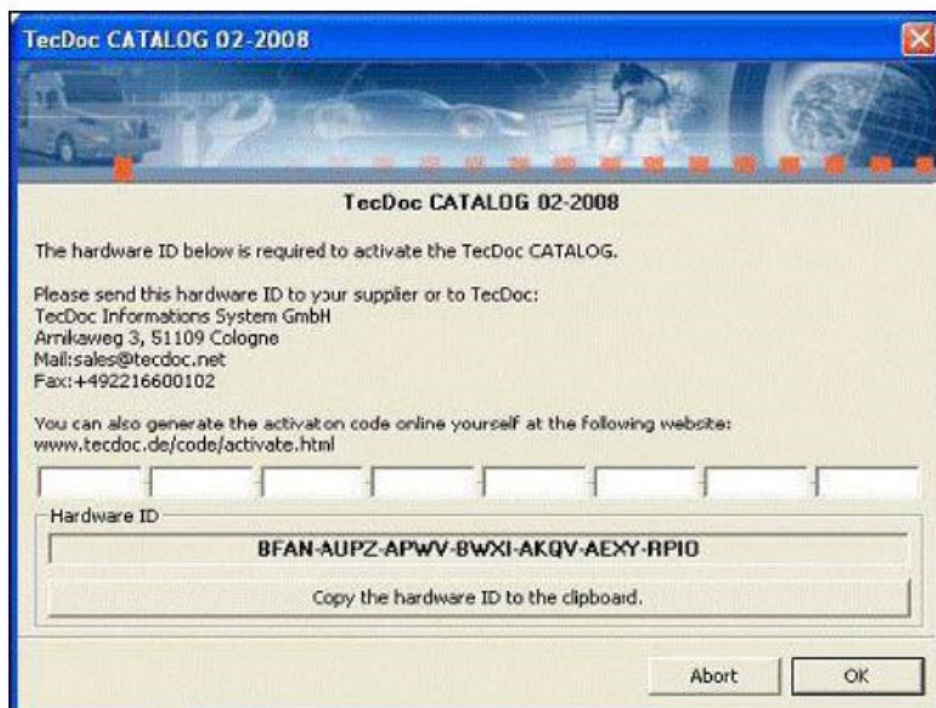 TecDoc CATALOG 02-2008
TecDoc CATALOG 02-2008
The hardware ID below is required to activate the TecDoc CATALOG.
Please send this hardware ID to your supplier or to TecDoc:
TecDoc Informations System GmbH
Arnikaweg 3, 51109 Cologne
Mail:sales@tecdoc.net
Fax:+492216600102
You can also generate the activaton code online yourself at the following website:
www.tecdoc.de/code/activate.html
- - - - - - -
Hardware ID
BFAN-AUPZ-APWV-BWXI-AKQV-AEXY-RPIO
Copy the hardware ID to the clipboard.
Abort OK